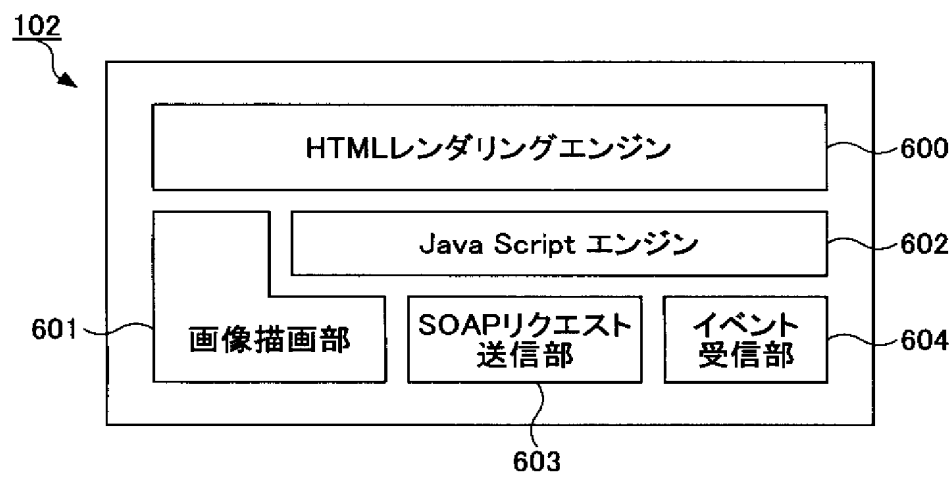 102
HTMLレンダリングエンジン
600
Java Script エンジン
602
601
画像描画部
SOAPリクエスト
送信部
イベント
受信部
604
603